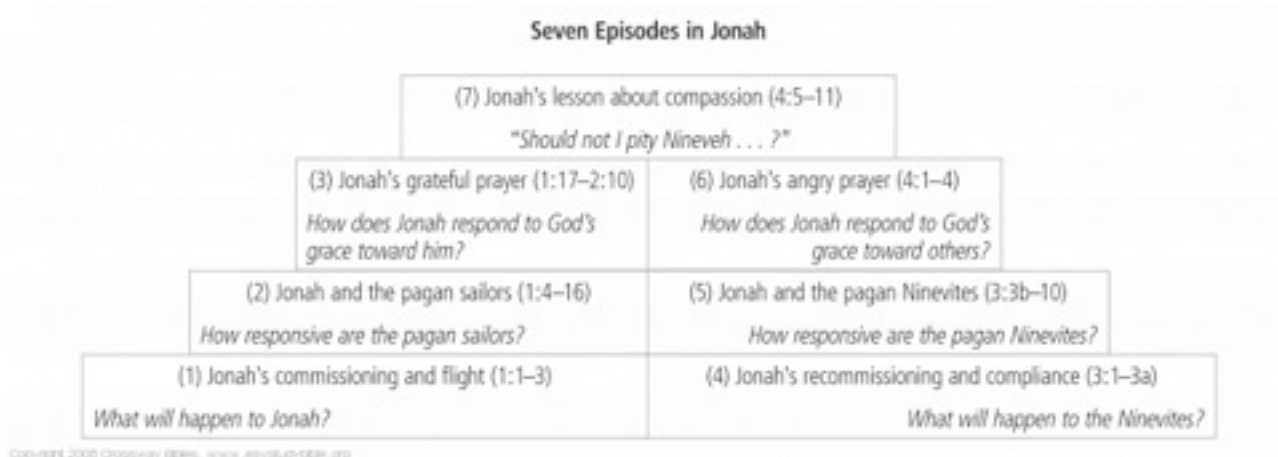 Seven Episodes in Jonah
(7) Jonah's lesson about compassion (4:5–11)
"Should not I pity Nineveh . . . ?"
(3) Jonah's grateful prayer (1:17–2:10)
How does Jonah respond to God's
grace toward him?
(6) Jonah's angry prayer (4:1–4)
How does Jonah respond to God's
grace toward others?
(2) Jonah and the pagan sailors (1:4–16)
How responsive are the pagan sailors?
(5) Jonah and the pagan Ninevites (3:3b–10)
How responsive are the pagan Ninevites?
(1) Jonah's commissioning and flight (1:1–3)
What will happen to Jonah?
(4) Jonah's recommissioning and compliance (3:1–3a)
What will happen to the Ninevites?
Copyright Crossway Bibles,